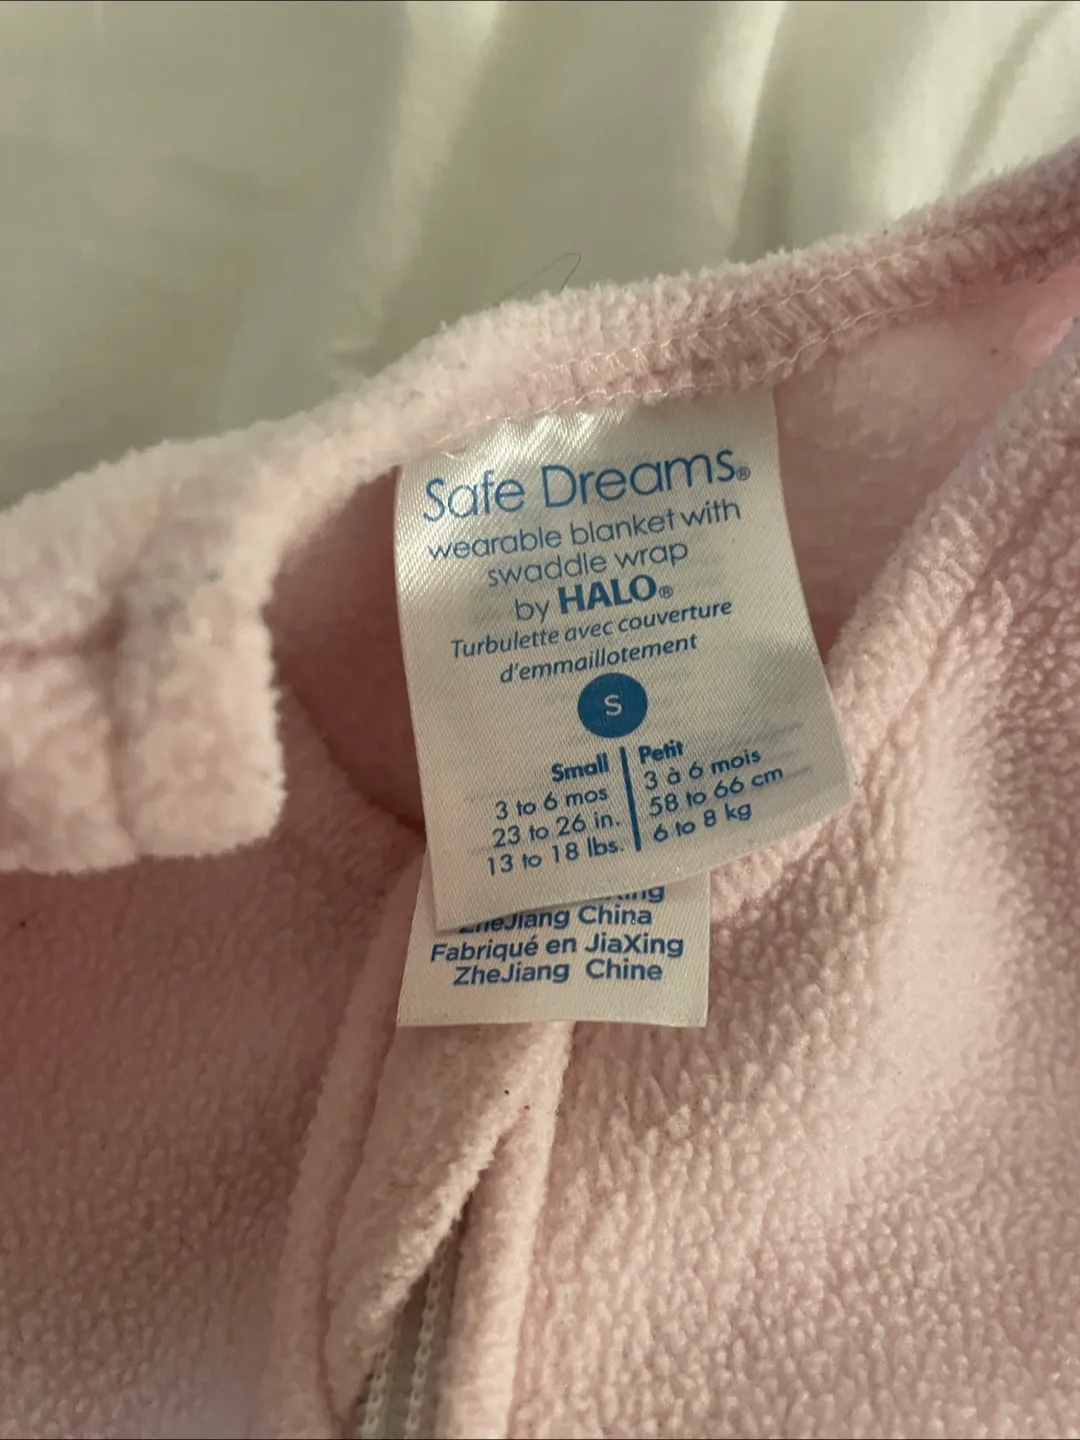 Safe Dreams®
wearable blanket with
swaddle wrap
by HALO®
Turbulette avec couverture
d'emmaillotement
S
Small
3 to 6 mos
23 to 26 in.
13 to 18 lbs.
Petit
3 à 6 mois
58 to 66 cm
6 to 8 kg
ZheJiang China
Fabriqué en JiaXing
ZheJiang Chine